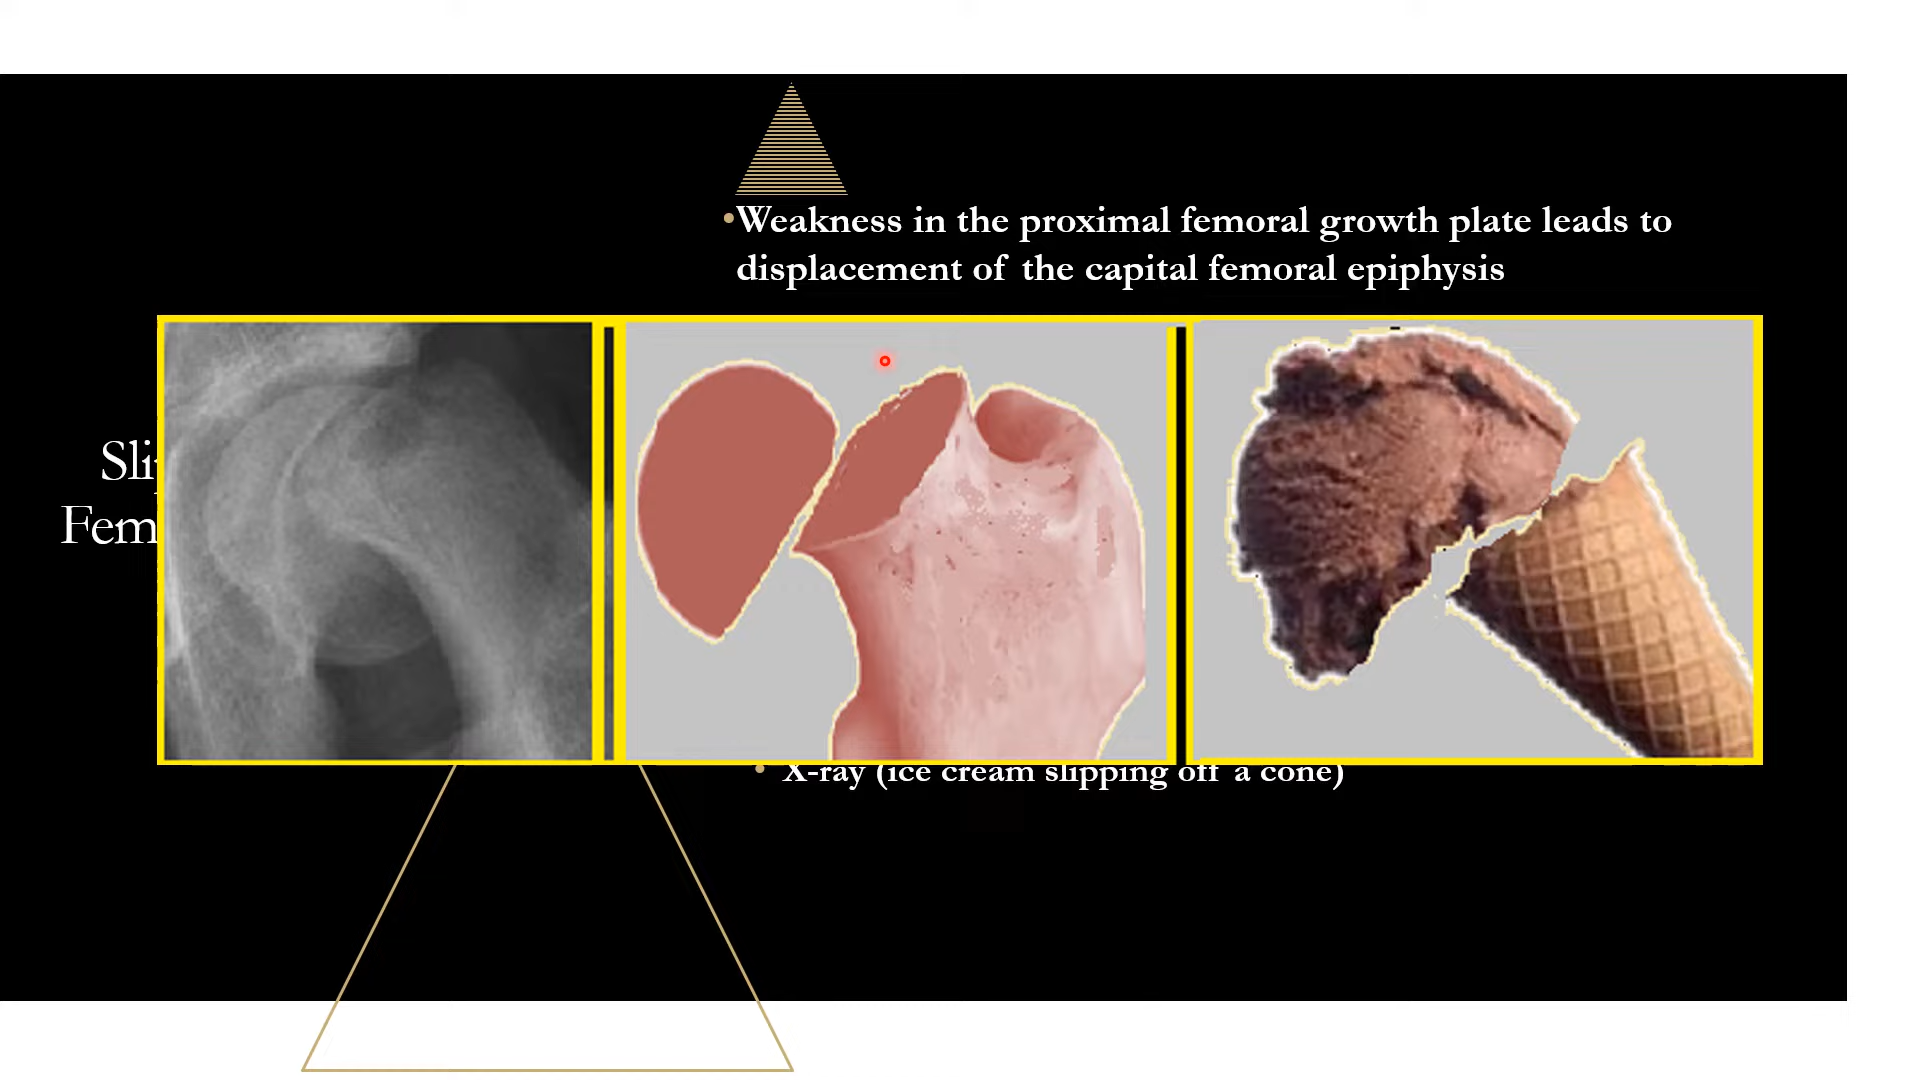 •Weakness in the proximal femoral growth plate leads to
displacement of the capital femoral epiphysis
Sli
Fem
• X-ray (ice cream slipping off a cone)